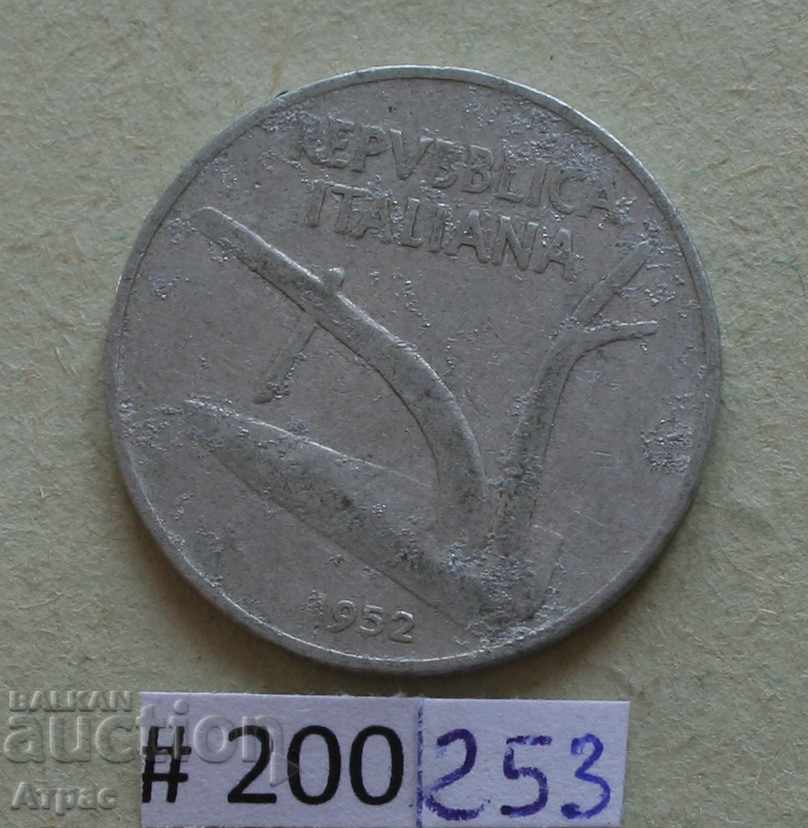 REPVBBLICA
ITALIANA
1952
BALKAN
auction
Атрас
# 200 253